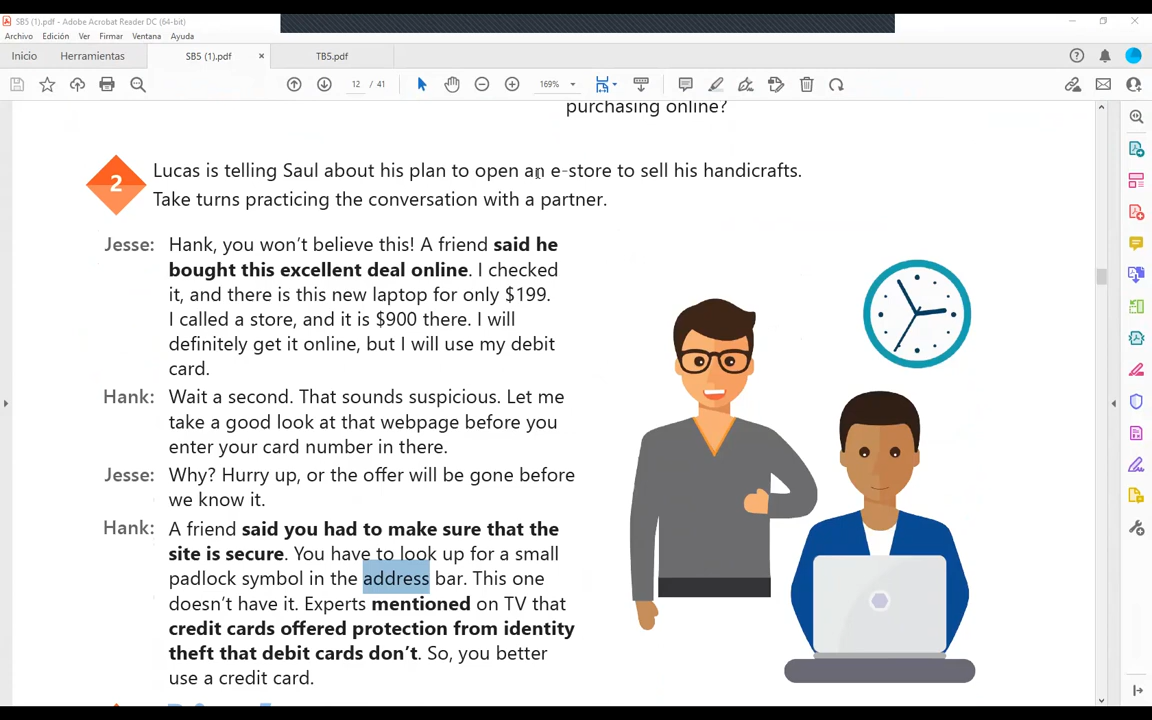 SB5 (1).pdf - Adobe Acrobat Reader DC (64-bit)
Archivo Edición Ver Firmar Ventana Ayuda
Inicio Herramientas SB5 (1).pdf × TB5.pdf
12 / 41 169%
purchasing online?
2
Lucas is telling Saul about his plan to open an e-store to sell his handicrafts.
Take turns practicing the conversation with a partner.
Jesse: Hank, you won't believe this! A friend said he
bought this excellent deal online. I checked
it, and there is this new laptop for only $199.
I called a store, and it is $900 there. I will
definitely get it online, but I will use my debit
card.
Hank: Wait a second. That sounds suspicious. Let me
take a good look at that webpage before you
enter your card number in there.
Jesse: Why? Hurry up, or the offer will be gone before
we know it.
Hank: A friend said you had to make sure that the
site is secure. You have to look up for a small
padlock symbol in the address bar. This one
doesn't have it. Experts mentioned on TV that
credit cards offered protection from identity
theft that debit cards don't. So, you better
use a credit card.